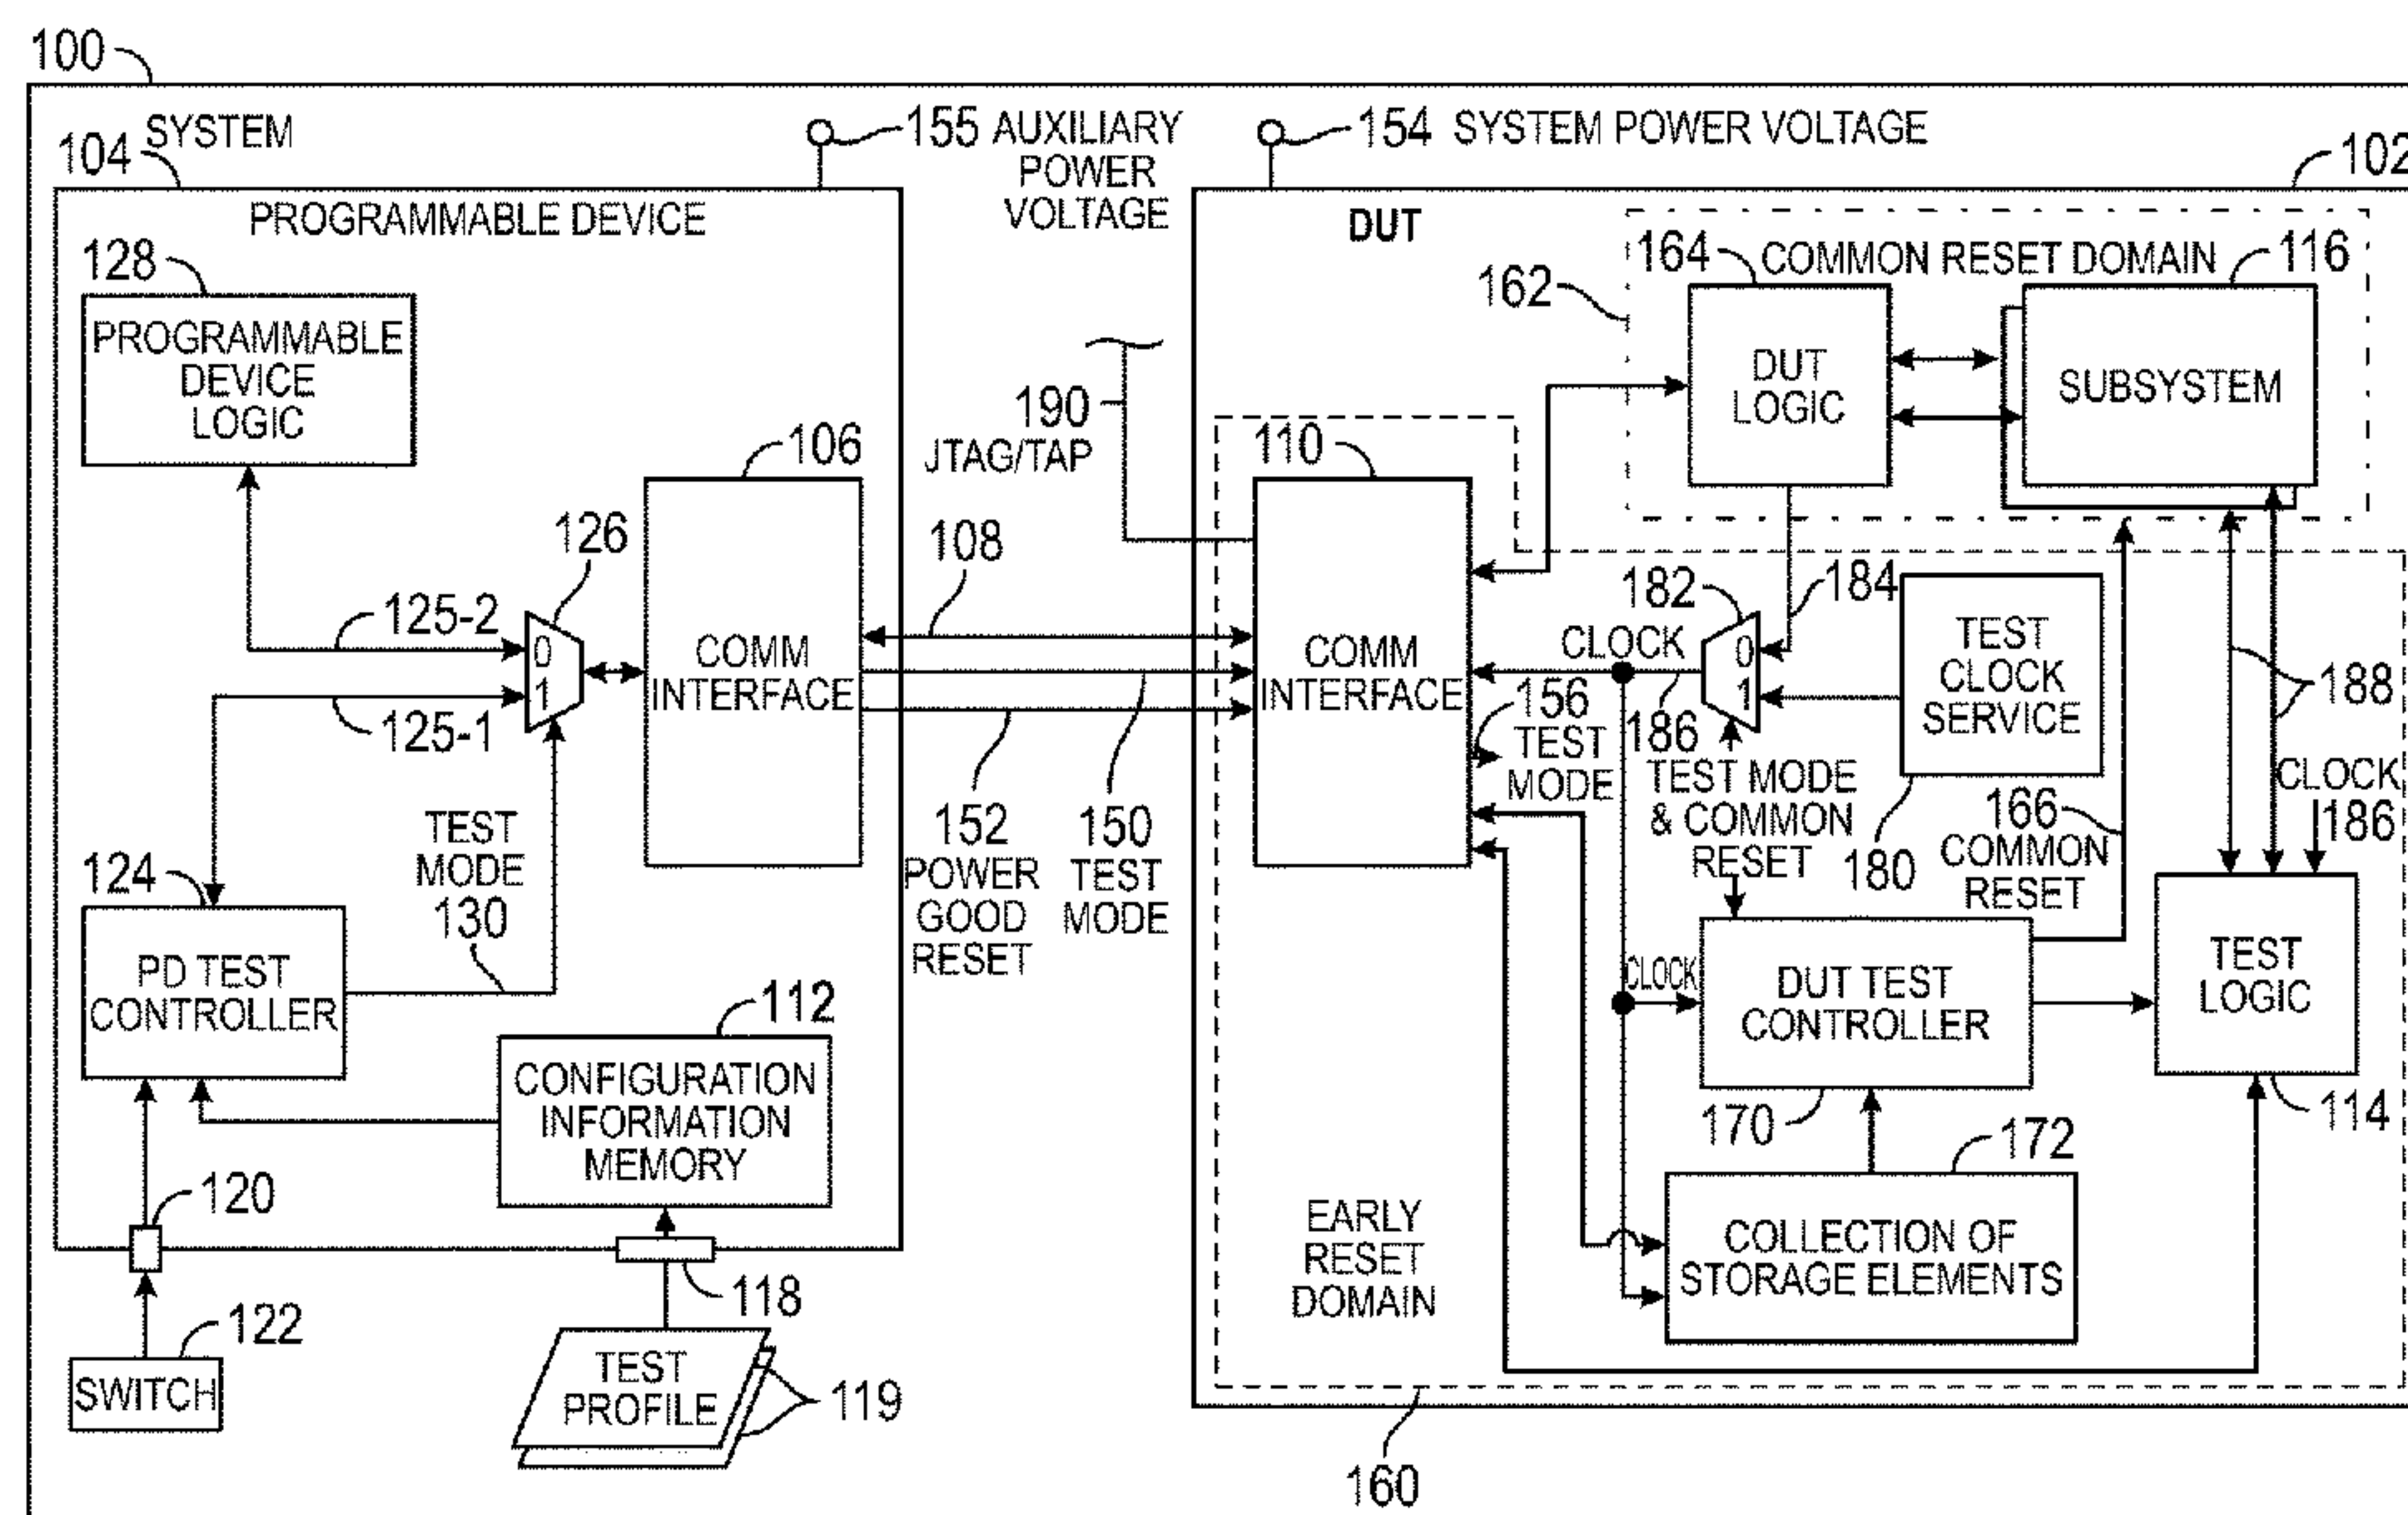 100
SYSTEM
104
155 AUXILIARY
POWER
VOLTAGE
154 SYSTEM POWER VOLTAGE
102
PROGRAMMABLE DEVICE
128
PROGRAMMABLE
DEVICE
LOGIC
126
125-2
0
1
125-1
106
COMM
INTERFACE
TEST
MODE
130
124
PD TEST
CONTROLLER
112
CONFIGURATION
INFORMATION
MEMORY
120
118
122
SWITCH
TEST
PROFILE
119
190
JTAG/TAP
108
152
POWER
GOOD
RESET
150
TEST
MODE
DUT
162
164
COMMON RESET DOMAIN
116
DUT
LOGIC
SUBSYSTEM
110
COMM
INTERFACE
182
184
CLOCK
0
1
186
TEST
CLOCK
SERVICE
188
156
TEST
MODE
TEST MODE
& COMMON
RESET
180
166
COMMON
RESET
CLOCK
186
CLOCK
DUT TEST
CONTROLLER
TEST
LOGIC
170
172
114
COLLECTION OF
STORAGE ELEMENTS
EARLY
RESET
DOMAIN
160